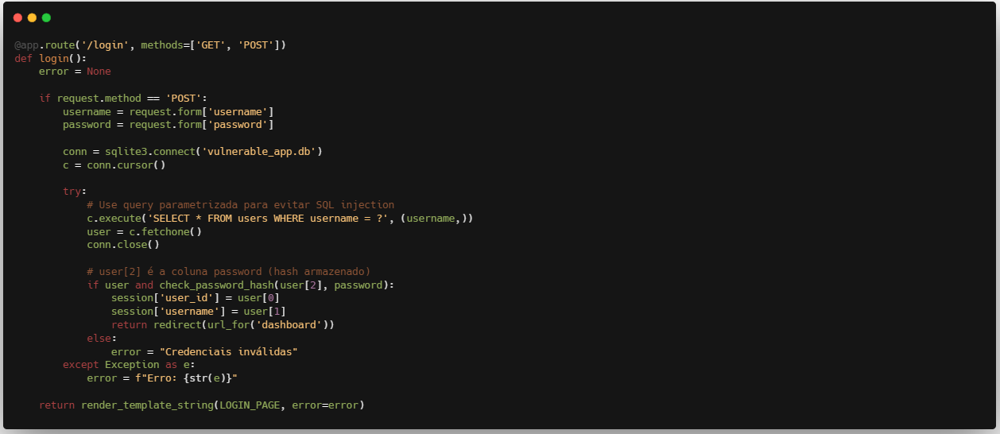 @app.route('/login', methods=['GET', 'POST'])
def login():
    error = None

    if request.method == 'POST':
        username = request.form['username']
        password = request.form['password']

        conn = sqlite3.connect('vulnerable_app.db')
        c = conn.cursor()

        try:
            # Use query parametrizada para evitar SQL injection
            c.execute('SELECT * FROM users WHERE username = ?', (username,))
            user = c.fetchone()
            conn.close()

            # user[2] é a coluna password (hash armazenado)
            if user and check_password_hash(user[2], password):
                session['user_id'] = user[0]
                session['username'] = user[1]
                return redirect(url_for('dashboard'))
            else:
                error = "Credenciais inválidas"
        except Exception as e:
            error = f"Erro: {str(e)}"

    return render_template_string(LOGIN_PAGE, error=error)